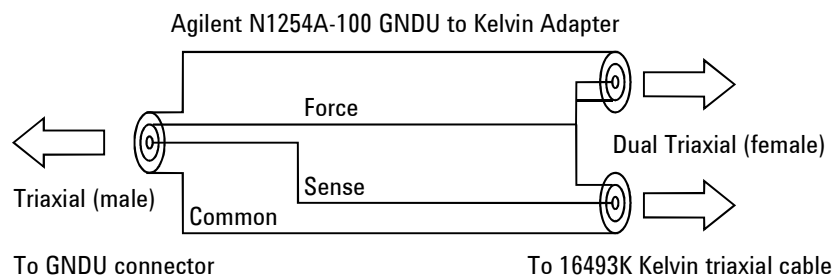 Agilent N1254A-100 GNDU to Kelvin Adapter
Force
Dual Triaxial (female)
Triaxial (male)
Sense
Common
To GNDU connector
To 16493K Kelvin triaxial cable